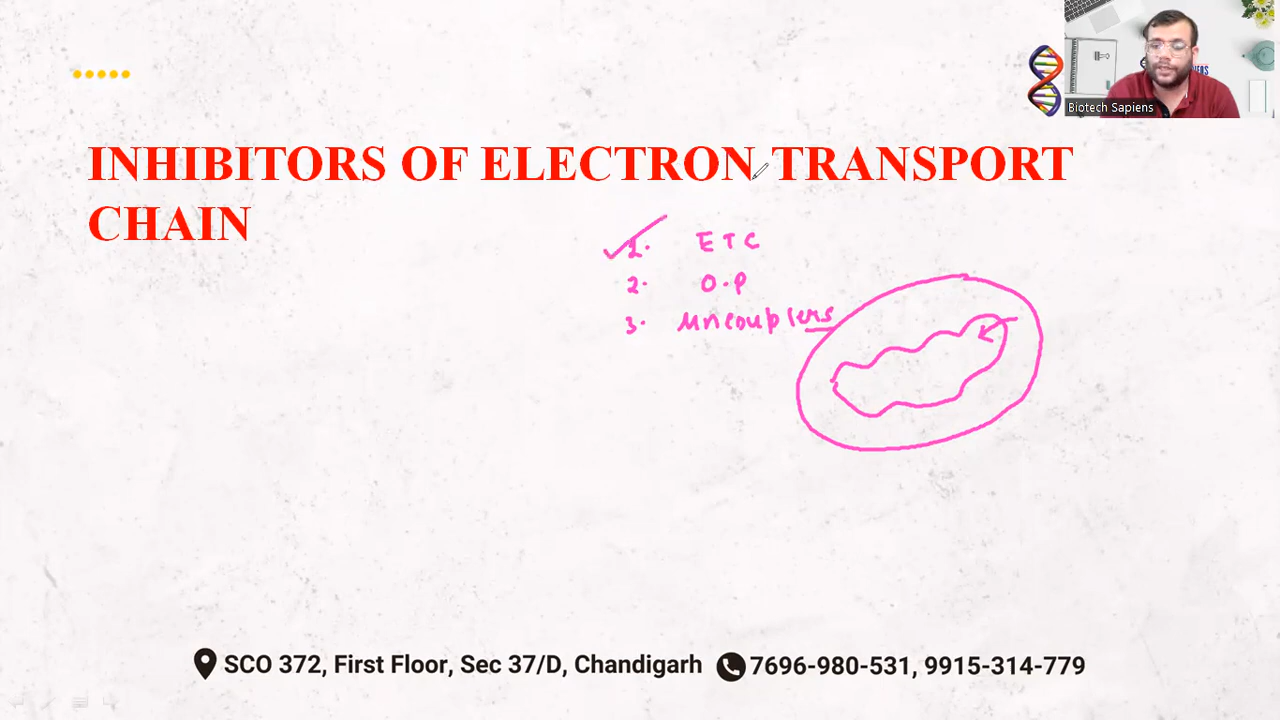 Biotech Sapiens
INHIBITORS OF ELECTRON TRANSPORT
CHAIN
1. ETC
2. O.P
3. Uncouplers
SCO 372, First Floor, Sec 37/D, Chandigarh 7696-980-531, 9915-314-779